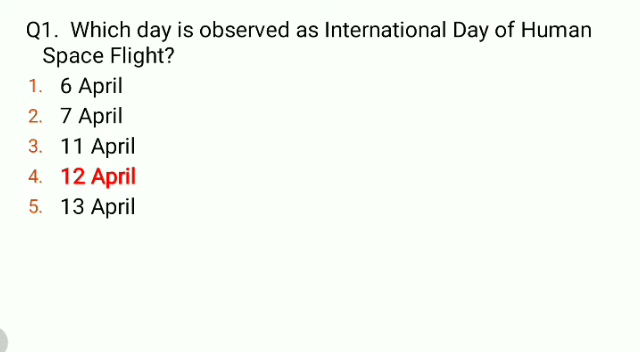 Q1. Which day is observed as International Day of Human
Space Flight?
1. 6 April
2. 7 April
3. 11 April
4. 12 April
5. 13 April